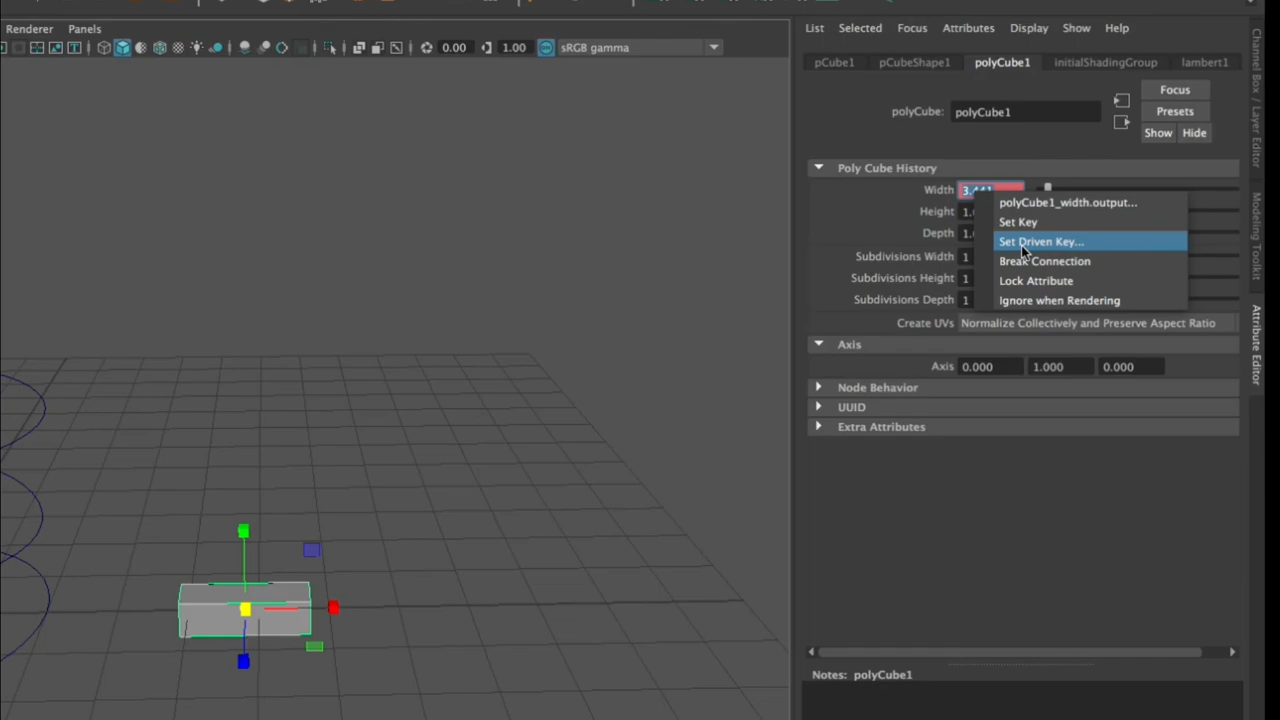 Renderer Panels
0.00 1.00 sRGB gamma
List Selected Focus Attributes Display Show Help
pCube1 pCubeShape1 polyCube1 initialShadingGroup lambert1
Focus
polyCube: polyCube1 Presets
Show Hide
Poly Cube History
Width 3.441
polyCube1_width.output...
Height 1.
Set Key
Depth 1.
Set Driven Key...
Subdivisions Width 1
Break Connection
Subdivisions Height 1
Lock Attribute
Subdivisions Depth 1
Ignore when Rendering
Create UVs Normalize Collectively and Preserve Aspect Ratio
Axis
Axis 0.000 1.000 0.000
Node Behavior
UUID
Extra Attributes
Notes: polyCube1
Channel Box / Layer Editor
Modeling Toolkit
Attribute Editor